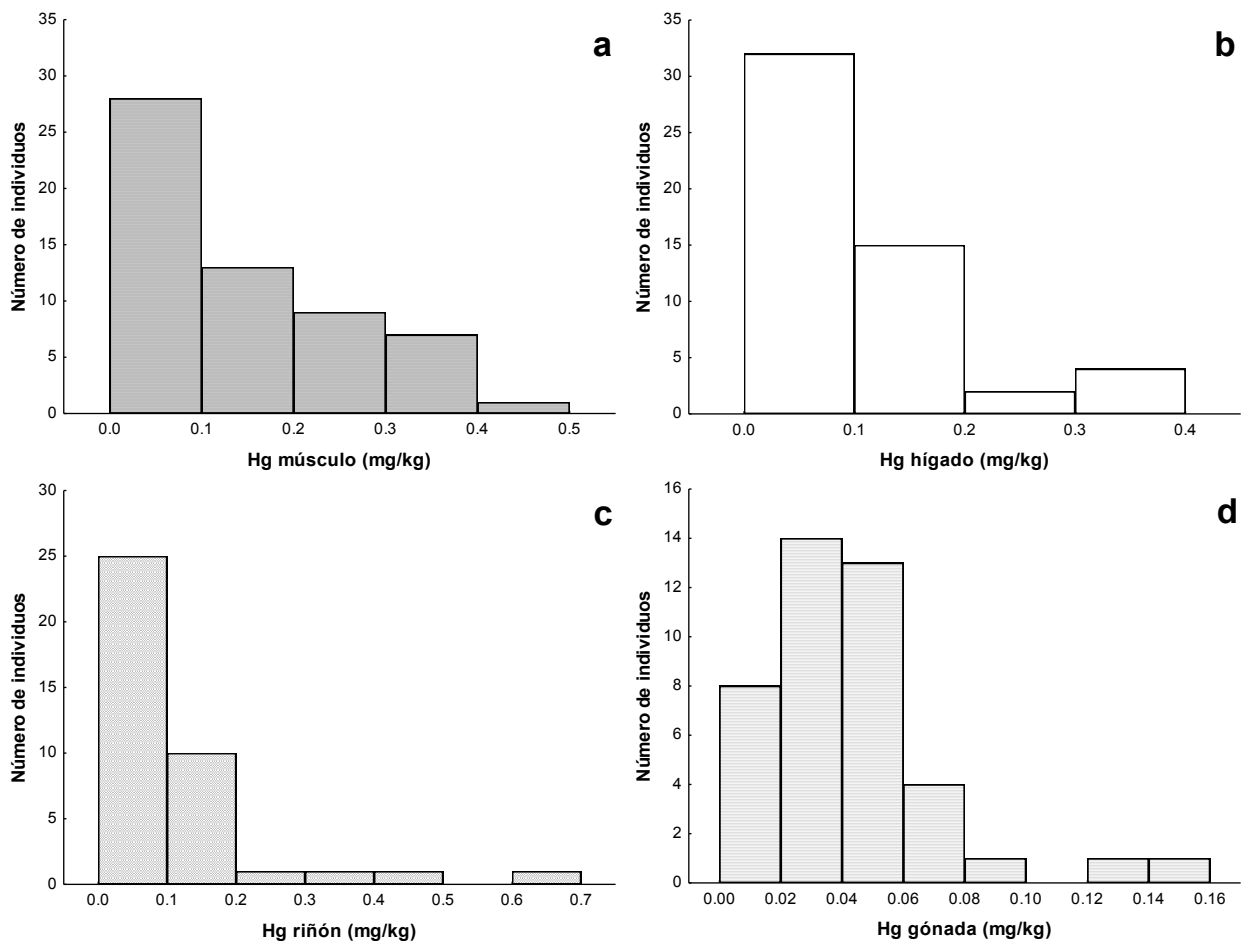 a
Número de individuos
35
30
25
20
15
10
5
0
0.0 0.1 0.2 0.3 0.4 0.5
Hg músculo (mg/kg)
b
Número de individuos
35
30
25
20
15
10
5
0
0.0 0.1 0.2 0.3 0.4
Hg hígado (mg/kg)
c
Número de individuos
30
25
20
15
10
5
0
0.0 0.1 0.2 0.3 0.4 0.5 0.6 0.7
Hg riñón (mg/kg)
d
Número de individuos
16
14
12
10
8
6
4
2
0
0.00 0.02 0.04 0.06 0.08 0.10 0.12 0.14 0.16
Hg gónada (mg/kg)